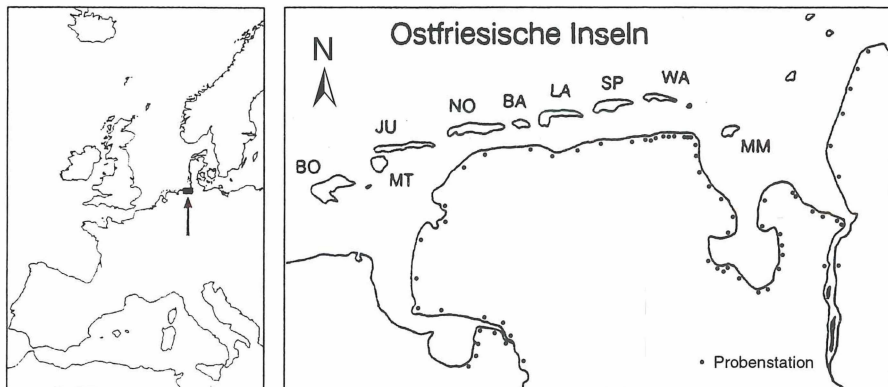 Ostfriesische Inseln
N
BO
JU
MT
NO
BA
LA
SP
WA
MM
Probenstation